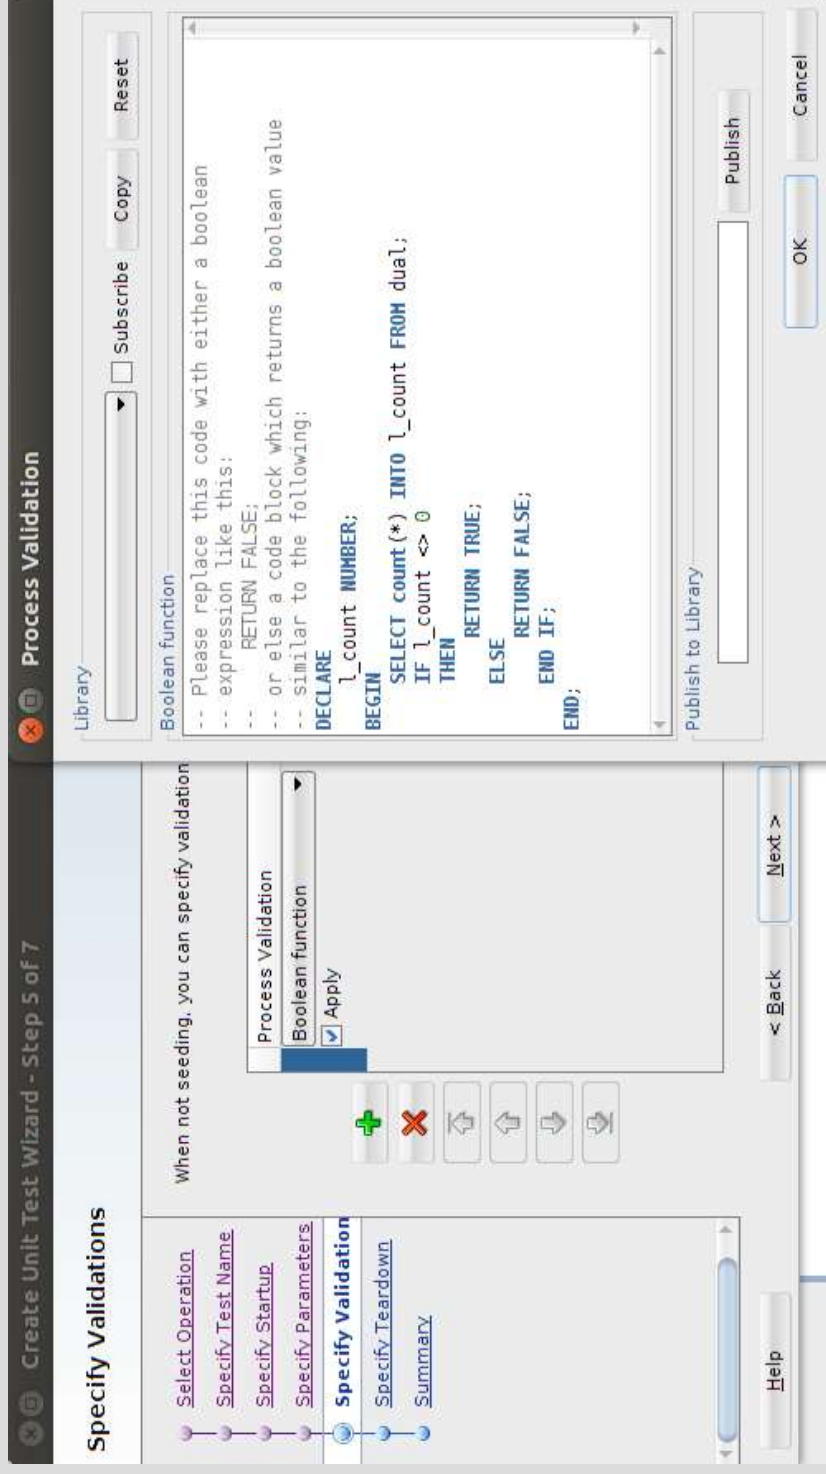 Create Unit Test Wizard - Step 5 of 7
Specify Validations
Select Operation
Specify Test Name
Specify Startup
Specify Parameters
Specify Validation
Specify Teardown
Summary
When not seeding, you can specify validation
Process Validation
Boolean function
Apply
Help
< Back
Next >
Process Validation
Library
Subscribe
Copy
Reset
Boolean function
-- Please replace this code with either a boolean
-- expression like this:
-- RETURN FALSE;
-- or else a code block which returns a boolean value
-- similar to the following:
DECLARE
l_count NUMBER;
BEGIN
SELECT count(*) INTO l_count FROM dual;
IF l_count <> 0
THEN
RETURN TRUE;
ELSE
RETURN FALSE;
END IF;
END;
Publish to Library
Publish
OK
Cancel